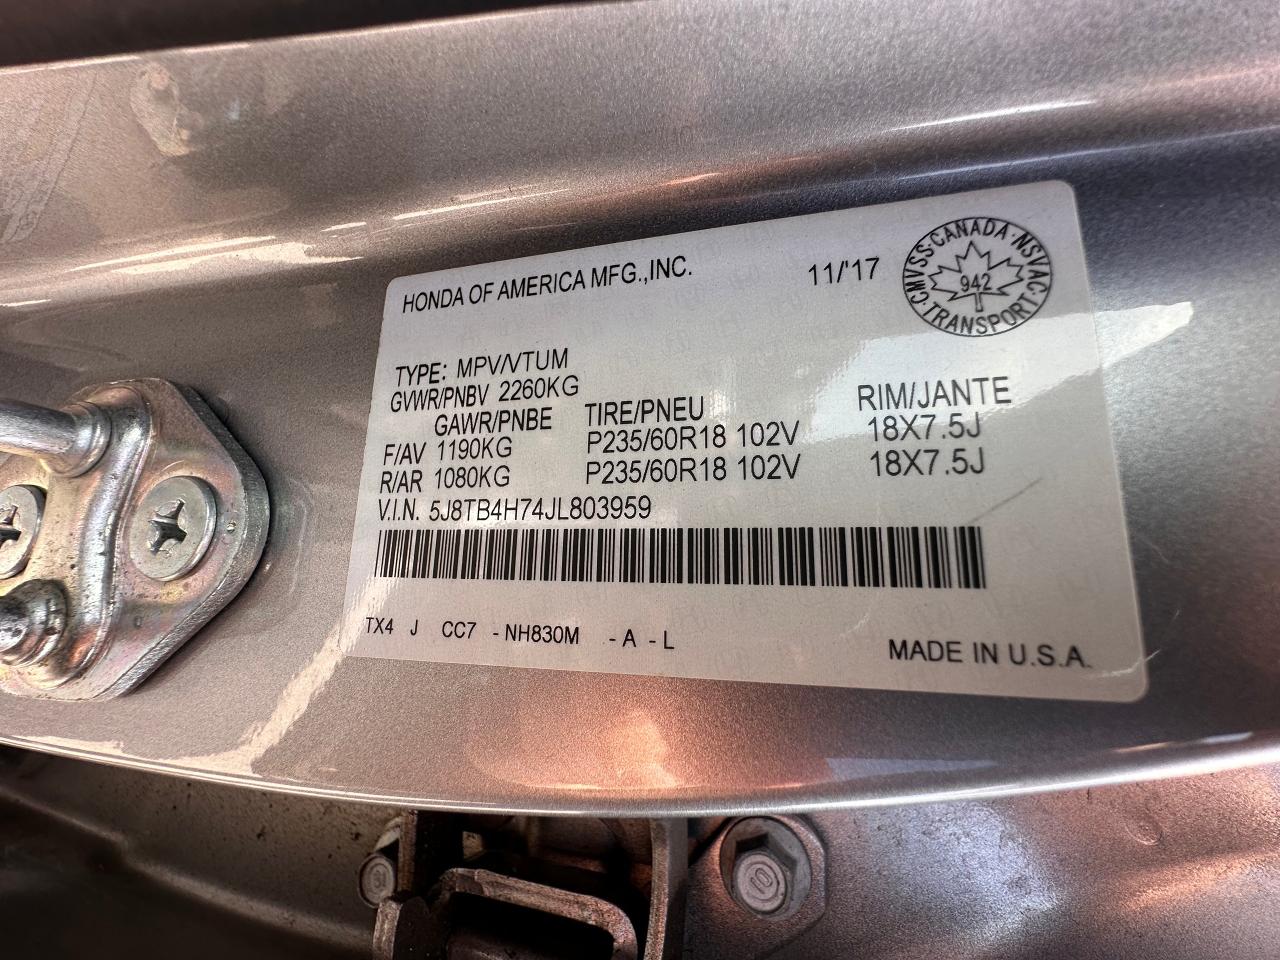 HONDA OF AMERICA MFG.,INC. 11/'17
CMVSS·CANADA·NSVAC·TRANSPORT·
942
TYPE: MPV/VTUM
GVWR/PNBV 2260KG
GAWR/PNBE TIRE/PNEU RIM/JANTE
F/AV 1190KG P235/60R18 102V 18X7.5J
R/AR 1080KG P235/60R18 102V 18X7.5J
V.I.N. 5J8TB4H74JL803959
TX4 J CC7 -NH830M -A -L
MADE IN U.S.A.
10